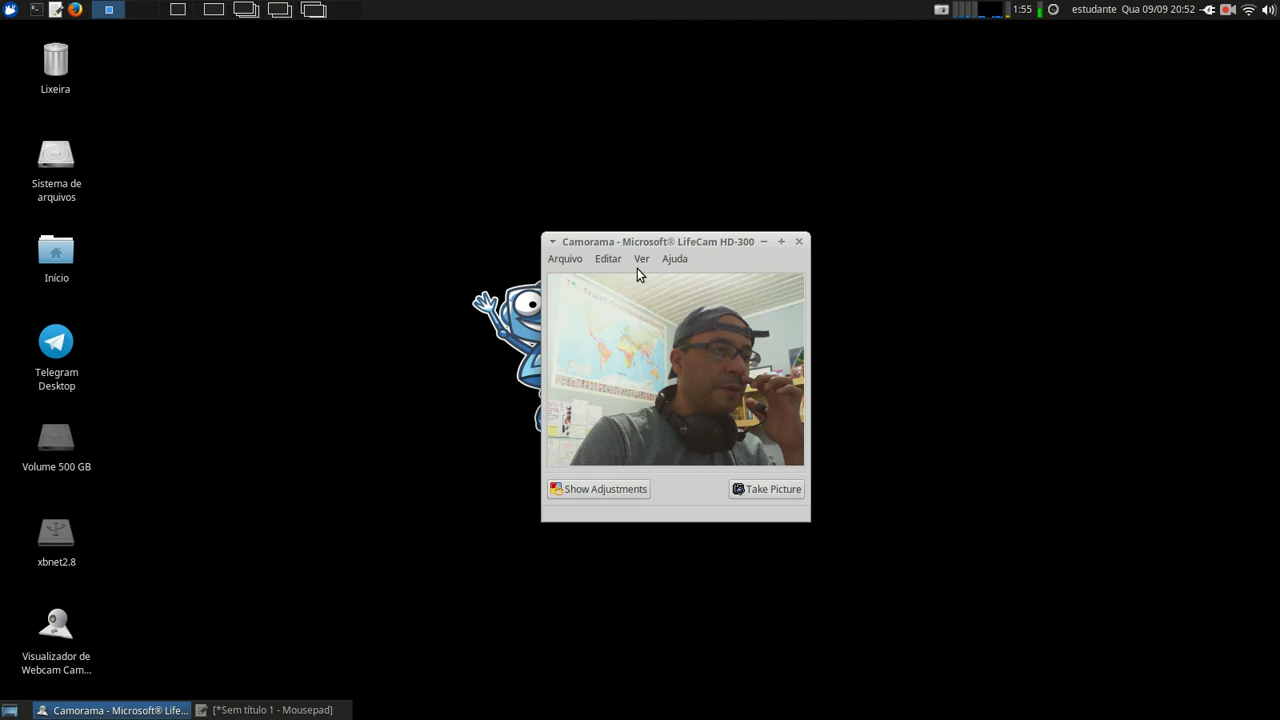 1:55
estudante Qua 09/09 20:52
Lixeira
Sistema de
arquivos
Início
Telegram
Desktop
Volume 500 GB
xbnet2.8
Visualizador de
Webcam Cam...
Camorama - Microsoft® LifeCam HD-300
Arquivo Editar Ver Ajuda
Show Adjustments
Take Picture
Camorama - Microsoft® Life...
[*Sem título 1 - Mousepad]